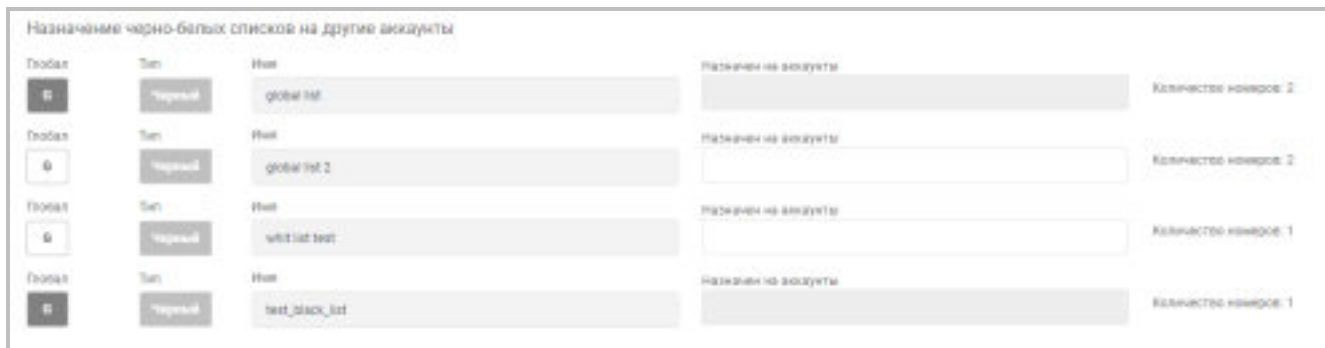 Назначение черно-белых списков на другие аккаунты
Глобал Тип Имя Назначен на аккаунты
G Черный global list Количество номеров: 2
Глобал Тип Имя Назначен на аккаунты
G Черный global list 2 Количество номеров: 2
Глобал Тип Имя Назначен на аккаунты
G Черный whit list test Количество номеров: 1
Глобал Тип Имя Назначен на аккаунты
G Черный test_black_list Количество номеров: 1